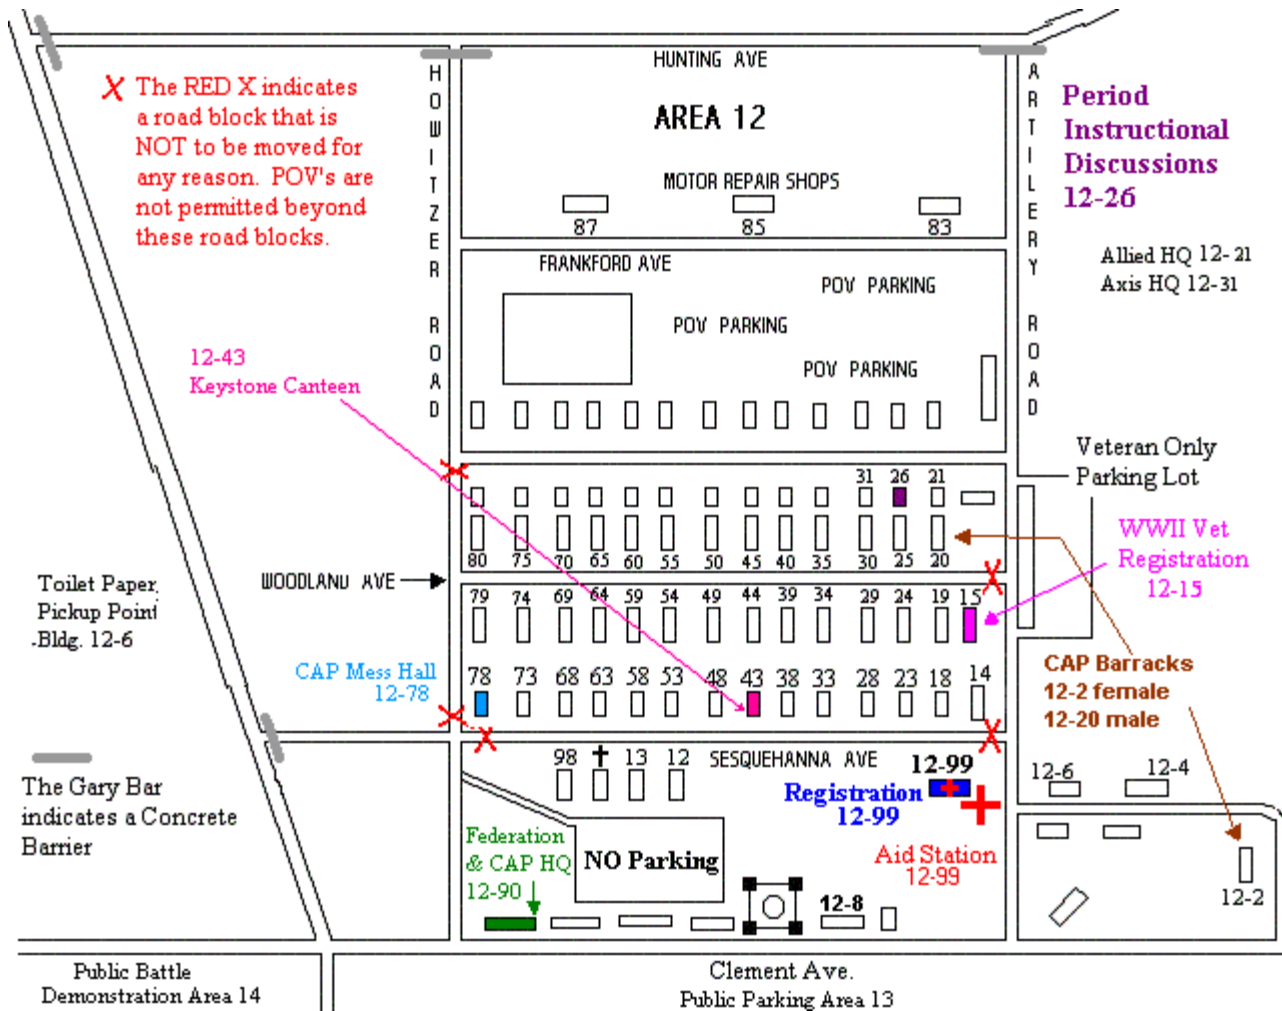 HUNTING AVE
AREA 12
MOTOR REPAIR SHOPS
87
85
83
X The RED X indicates
a road block that is
NOT to be moved for
any reason. POV's are
not permitted beyond
these road blocks.
HOWITZER ROAD
ARTILERY ROAD
Period
Instructional
Discussions
12-26
Allied HQ 12-21
Axis HQ 12-31
FRANKFORD AVE
POV PARKING
POV PARKING
POV PARKING
12-43
Keystone Canteen
Veteran Only
Parking Lot
31 26 21
80 75 70 65 60 55 50 45 40 35 30 25 20
WWII Vet
Registration
12-15
WOODLAND AVE
Toilet Paper
Pickup Point
Bldg. 12-6
79 74 69 64 59 54 49 44 39 34 29 24 19 15
CAP Mess Hall
12-78
78 73 68 63 58 53 48 43 38 33 28 23 18 14
CAP Barracks
12-2 female
12-20 male
The Gary Bar
indicates a Concrete
Barrier
98 13 12
SESQUEHANNA AVE
12-99
Registration
12-99
12-6
12-4
Federation
& CAP HQ
12-90
NO Parking
Aid Station
12-99
12-8
12-2
Public Battle
Demonstration Area 14
Clement Ave.
Public Parking Area 13